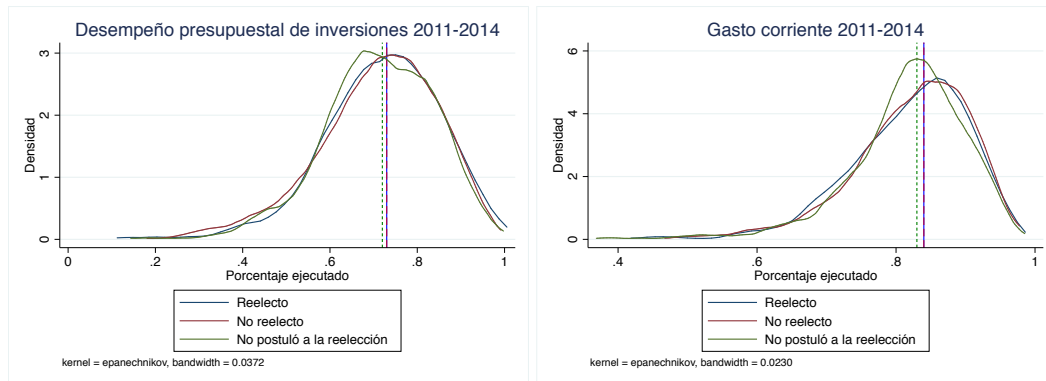 Desempeño presupuestal de inversiones 2011-2014
3
2
1
0
Densidad
0 .2 .4 .6 .8 1
Porcentaje ejecutado
Reelecto
No reelecto
No postuló a la reelección
kernel = epanechnikov, bandwidth = 0.0372
Gasto corriente 2011-2014
6
4
2
0
Densidad
.4 .6 .8 1
Porcentaje ejecutado
Reelecto
No reelecto
No postuló a la reelección
kernel = epanechnikov, bandwidth = 0.0230